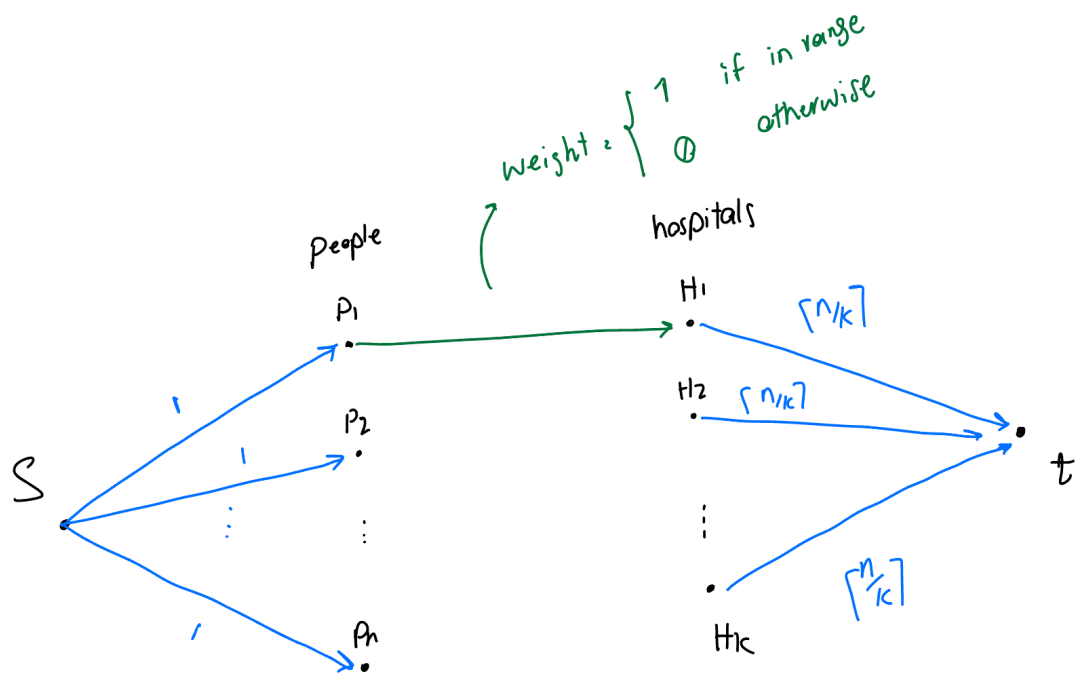 weight = { 1 if in range
0 otherwise
people
hospitals
P1
H1
⌈n/k⌉
1
P2
H2
⌈n/k⌉
1
S
t
⋮
⋮
⋮
⌈n/k⌉
1
Pn
Hk